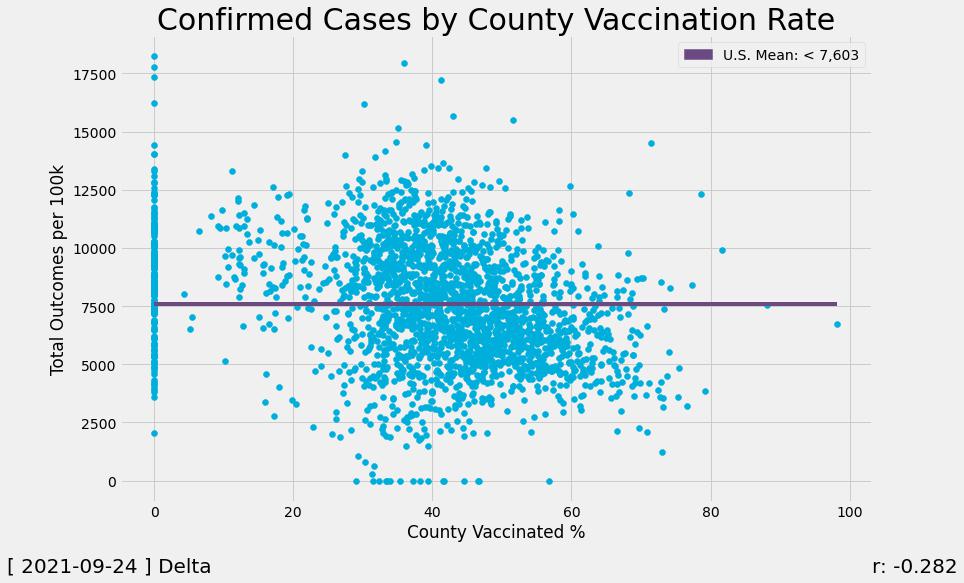 Confirmed Cases by County Vaccination Rate
U.S. Mean: < 7,603
Total Outcomes per 100k
17500
15000
12500
10000
7500
5000
2500
0
0 20 40 60 80 100
County Vaccinated %
[ 2021-09-24 ] Delta
r: -0.282